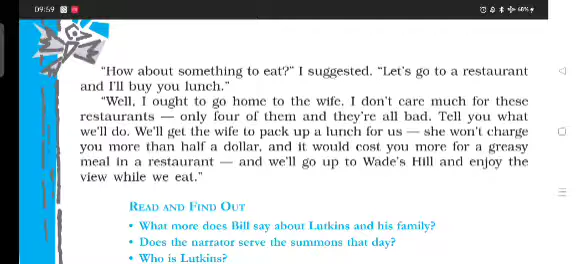 09:59
68%
"How about something to eat?" I suggested. "Let's go to a restaurant
and I'll buy you lunch."
"Well, I ought to go home to the wife. I don't care much for these
restaurants — only four of them and they're all bad. Tell you what
we'll do. We'll get the wife to pack up a lunch for us — she won't charge
you more than half a dollar, and it would cost you more for a greasy
meal in a restaurant — and we'll go up to Wade's Hill and enjoy the
view while we eat."
READ AND FIND OUT
• What more does Bill say about Lutkins and his family?
• Does the narrator serve the summons that day?
• Who is Lutkins?